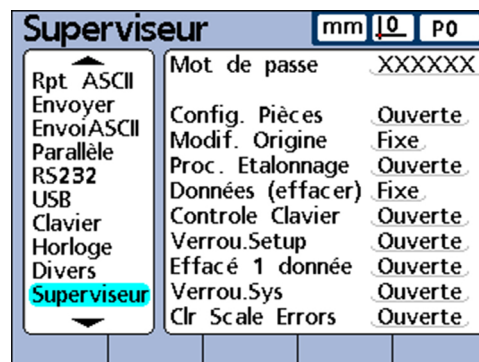 Superviseur mm 0 P0
Rpt ASCII
Envoyer
EnvoiASCII
Parallèle
RS232
USB
Clavier
Horloge
Divers
Superviseur
Mot de passe XXXXXX
Config. Pièces Ouverte
Modif. Origine Fixe
Proc. Etalonnage Ouverte
Données (effacer) Fixe
Controle Clavier Ouverte
Verrou.Setup Ouverte
Effacé 1 donnée Ouverte
Verrou.Sys Ouverte
Clr Scale Errors Ouverte